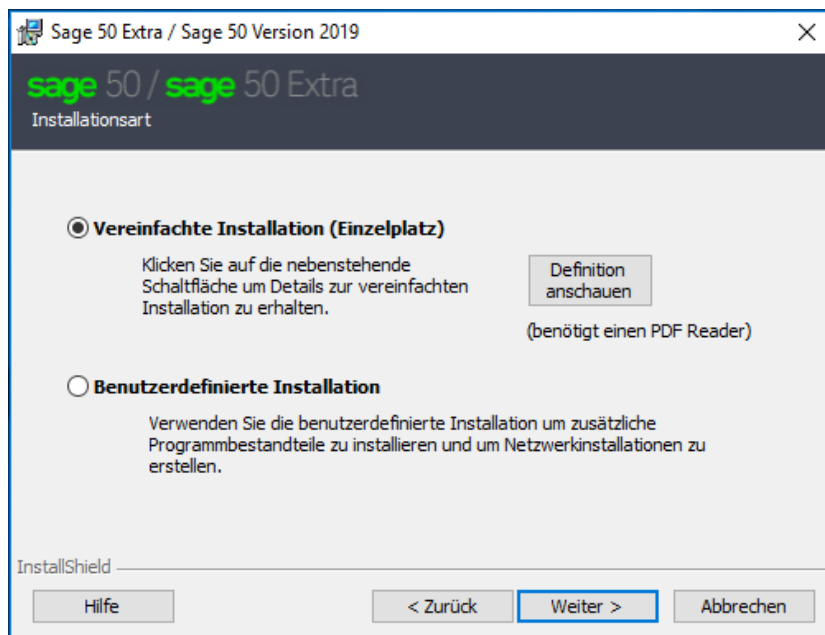 Sage 50 Extra / Sage 50 Version 2019
sage 50 / sage 50 Extra
Installationsart
Vereinfachte Installation (Einzelplatz)
Klicken Sie auf die nebenstehende
Schaltfläche um Details zur vereinfachten
Installation zu erhalten.
Definition
anschauen
(benötigt einen PDF Reader)
Benutzerdefinierte Installation
Verwenden Sie die benutzerdefinierte Installation um zusätzliche
Programmbestandteile zu installieren und um Netzwerkinstallationen zu
erstellen.
InstallShield
Hilfe
< Zurück
Weiter >
Abbrechen